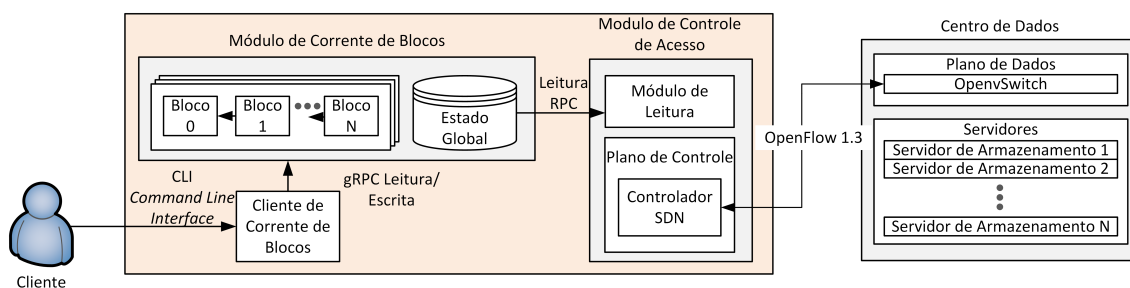 Módulo de Corrente de Blocos
Bloco
0
Bloco
1
Bloco
N
Estado
Global
Leitura
RPC
CLI
Command Line
Interface
gRPC Leitura/
Escrita
Cliente de
Corrente de
Blocos
Cliente
Modulo de Controle
de Acesso
Módulo de
Leitura
Plano de Controle
Controlador
SDN
OpenFlow 1.3
Centro de Dados
Plano de Dados
OpenvSwitch
Servidores
Servidor de Armazenamento 1
Servidor de Armazenamento 2
Servidor de Armazenamento N